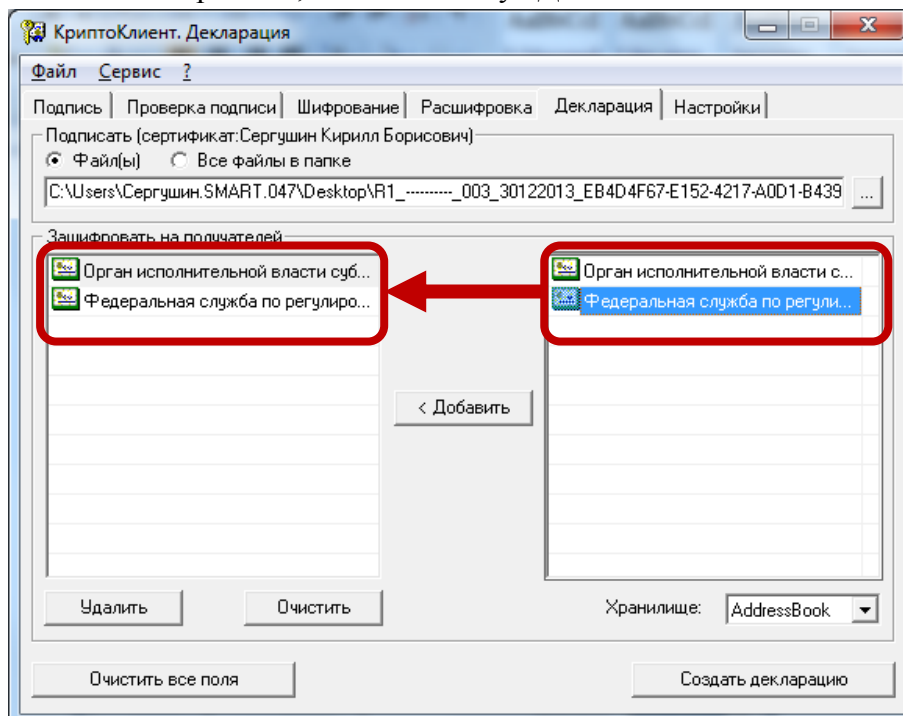 КриптоКлиент. Декларация
Файл Сервис ?
Подпись Проверка подписи Шифрование Расшифровка Декларация Настройки
Подписать (сертификат:Сергушин Кирилл Борисович)
Файл(ы) Все файлы в папке
C:\Users\Сергушин.SMART.047\Desktop\R1_---------_003_30122013_EB4D4F67-E152-4217-A0D1-B439 ...
Зашифровать на получателей
Орган исполнительной власти суб... Орган исполнительной власти с...
Федеральная служба по регулиро... Федеральная служба по регули...
< Добавить
Удалить Очистить Хранилище: AddressBook
Очистить все поля Создать декларацию